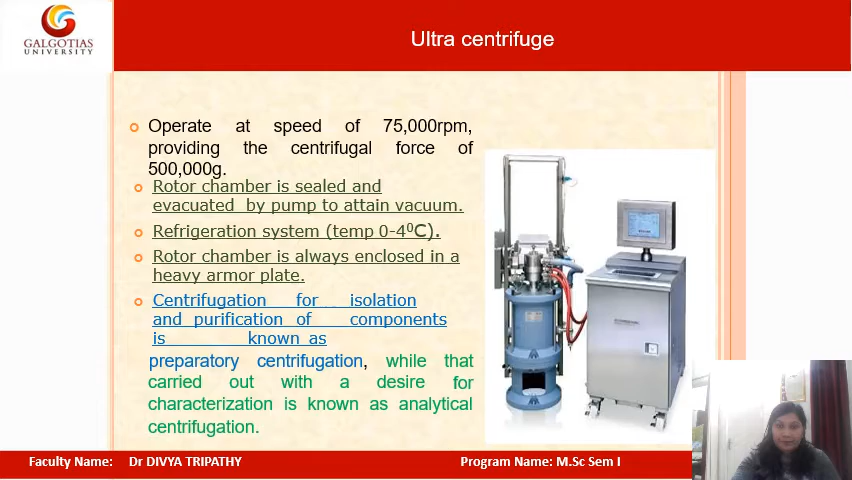 GALGOTIAS
UNIVERSITY
Ultra centrifuge
Operate at speed of 75,000rpm,
providing the centrifugal force of
500,000g.
Rotor chamber is sealed and
evacuated by pump to attain vacuum.
Refrigeration system (temp 0-4⁰C).
Rotor chamber is always enclosed in a
heavy armor plate.
Centrifugation for isolation
and purification of components
is known as
preparatory centrifugation, while that
carried out with a desire for
characterization is known as analytical
centrifugation.
Faculty Name: Dr DIVYA TRIPATHY
Program Name: M.Sc Sem I